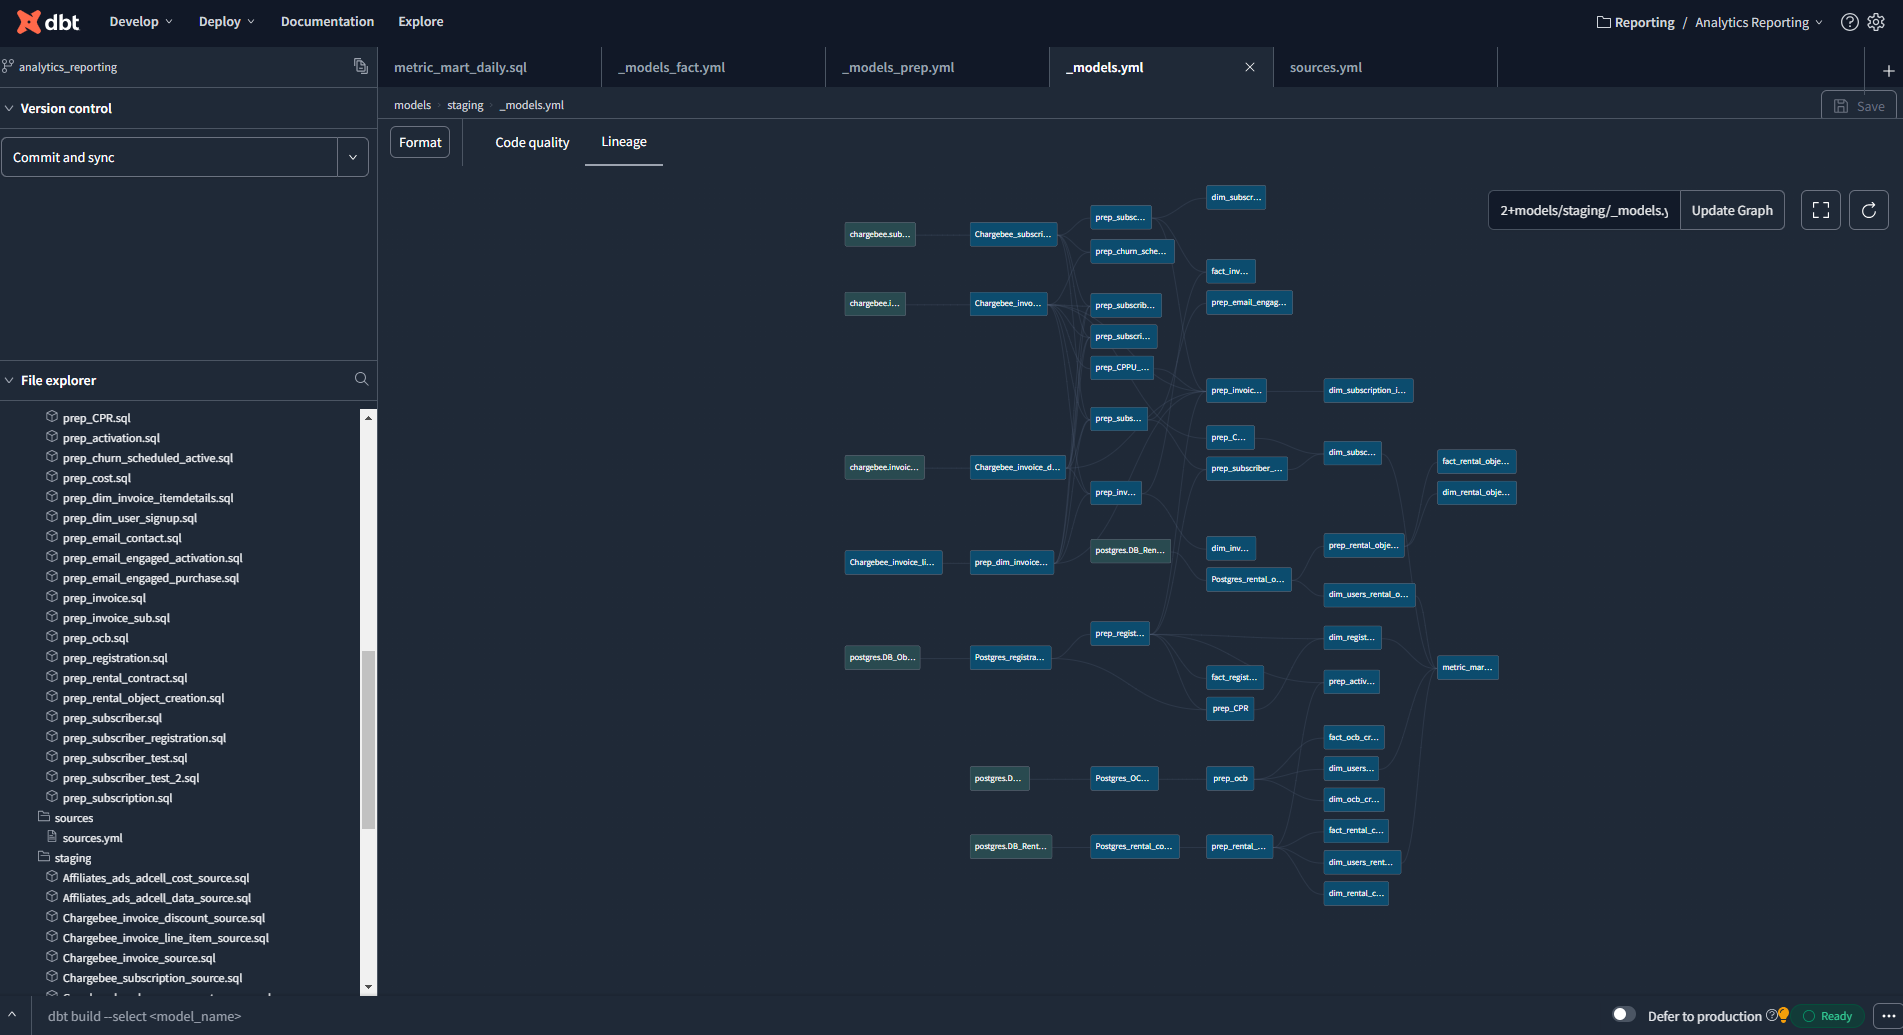 dbt
Develop
Deploy
Documentation
Explore
Reporting / Analytics Reporting
analytics_reporting
Version control
Commit and sync
File explorer
prep_CPR.sql
prep_activation.sql
prep_churn_scheduled_active.sql
prep_cost.sql
prep_dim_invoice_itemdetails.sql
prep_dim_user_signup.sql
prep_email_contact.sql
prep_email_engaged_activation.sql
prep_email_engaged_purchase.sql
prep_invoice.sql
prep_invoice_sub.sql
prep_ocb.sql
prep_registration.sql
prep_rental_contract.sql
prep_rental_object_creation.sql
prep_subscriber.sql
prep_subscriber_registration.sql
prep_subscriber_test.sql
prep_subscriber_test_2.sql
prep_subscription.sql
sources
sources.yml
staging
Affiliates_ads_adcell_cost_source.sql
Affiliates_ads_adcell_data_source.sql
Chargebee_invoice_discount_source.sql
Chargebee_invoice_line_item_source.sql
Chargebee_invoice_source.sql
Chargebee_subscription_source.sql
metric_mart_daily.sql
_models_fact.yml
_models_prep.yml
_models.yml
sources.yml
models
staging
_models.yml
Save
Format
Code quality
Lineage
2+models/staging/_models.y
Update Graph
chargebee.sub...
chargebee.i...
chargebee.invoic...
Chargebee_invoice_li...
postgres.DB_Ob...
Chargebee_subscri...
Chargebee_invo...
Chargebee_invoice_d...
prep_dim_invoice...
Postgres_registra...
postgres.D...
postgres.DB_Rent...
prep_subsc...
prep_churn_sche...
prep_subscrib...
prep_subscri...
prep_CPPU_...
prep_subs...
prep_inv...
postgres.DB_Ren...
prep_regist...
Postgres_OC...
Postgres_rental_co...
dim_subscr...
fact_inv...
prep_email_engag...
prep_invoic...
prep_C...
prep_subscriber_...
dim_inv...
Postgres_rental_o...
fact_regist...
prep_CPR
prep_ocb
prep_rental_...
dim_subscription_i...
dim_subsc...
prep_rental_obje...
dim_users_rental_o...
dim_regist...
prep_activ...
fact_ocb_cr...
dim_users...
dim_ocb_cr...
fact_rental_c...
dim_users_rent...
dim_rental_c...
fact_rental_obje...
dim_rental_obje...
metric_mar...
dbt build --select <model_name>
Defer to production
Ready